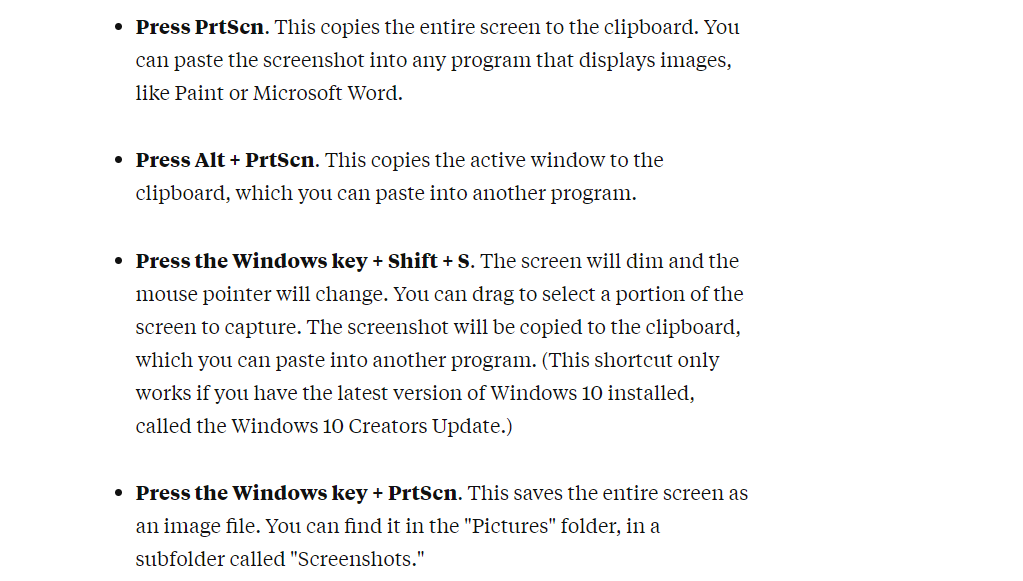 • Press PrtScn. This copies the entire screen to the clipboard. You
can paste the screenshot into any program that displays images,
like Paint or Microsoft Word.
• Press Alt + PrtScn. This copies the active window to the
clipboard, which you can paste into another program.
• Press the Windows key + Shift + S. The screen will dim and the
mouse pointer will change. You can drag to select a portion of the
screen to capture. The screenshot will be copied to the clipboard,
which you can paste into another program. (This shortcut only
works if you have the latest version of Windows 10 installed,
called the Windows 10 Creators Update.)
• Press the Windows key + PrtScn. This saves the entire screen as
an image file. You can find it in the "Pictures" folder, in a
subfolder called "Screenshots."